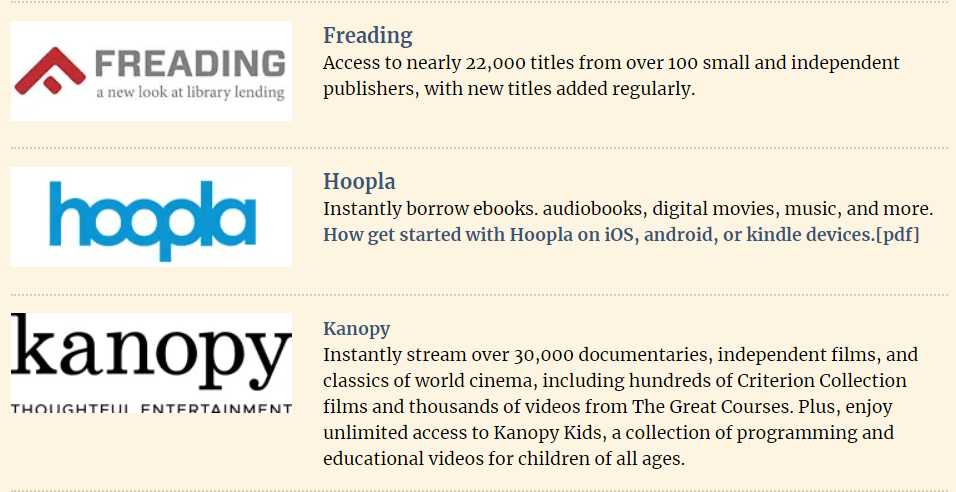 FREADING
a new look at library lending
Freading
Access to nearly 22,000 titles from over 100 small and independent
publishers, with new titles added regularly.
hoopla
Hoopla
Instantly borrow ebooks. audiobooks, digital movies, music, and more.
How get started with Hoopla on iOS, android, or kindle devices.[pdf]
kanopy
THOUGHTFUL ENTERTAINMENT
Kanopy
Instantly stream over 30,000 documentaries, independent films, and
classics of world cinema, including hundreds of Criterion Collection
films and thousands of videos from The Great Courses. Plus, enjoy
unlimited access to Kanopy Kids, a collection of programming and
educational videos for children of all ages.